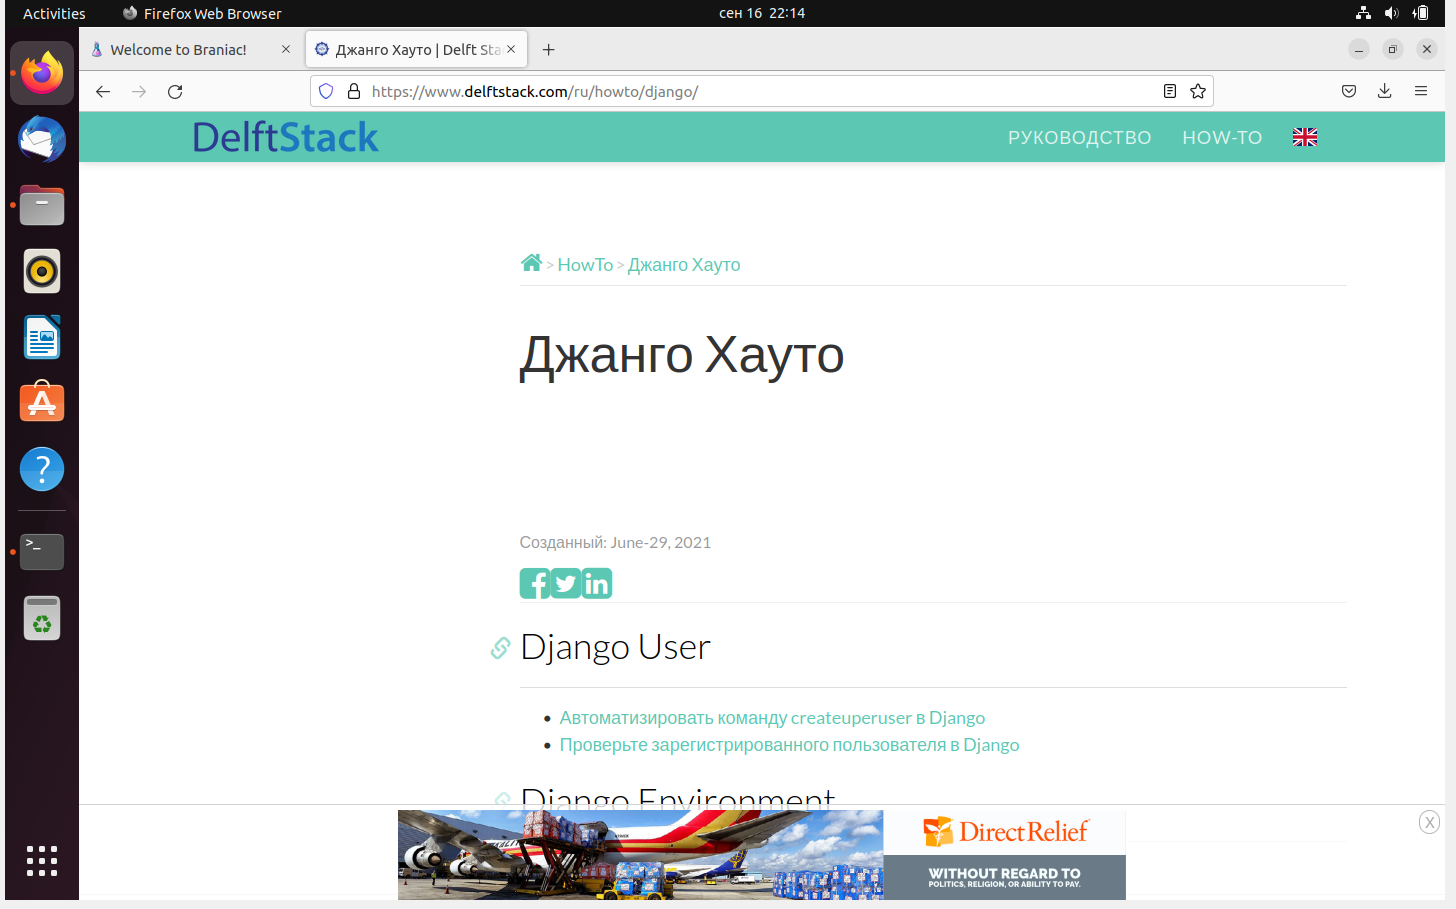 Activities
Firefox Web Browser
сен 16 22:14
Welcome to Braniac!
Джанго Хауто | Delft Sta
https://www.delftstack.com/ru/howto/django/
DelftStack
РУКОВОДСТВО
HOW-TO
> HowTo > Джанго Хауто
Джанго Хауто
Созданный: June-29, 2021
Django User
Автоматизировать команду createuperuser в Django
Проверьте зарегистрированного пользователя в Django
Django Environment
DirectRelief
WITHOUT REGARD TO
POLITICS, RELIGION, OR ABILITY TO PAY.
X